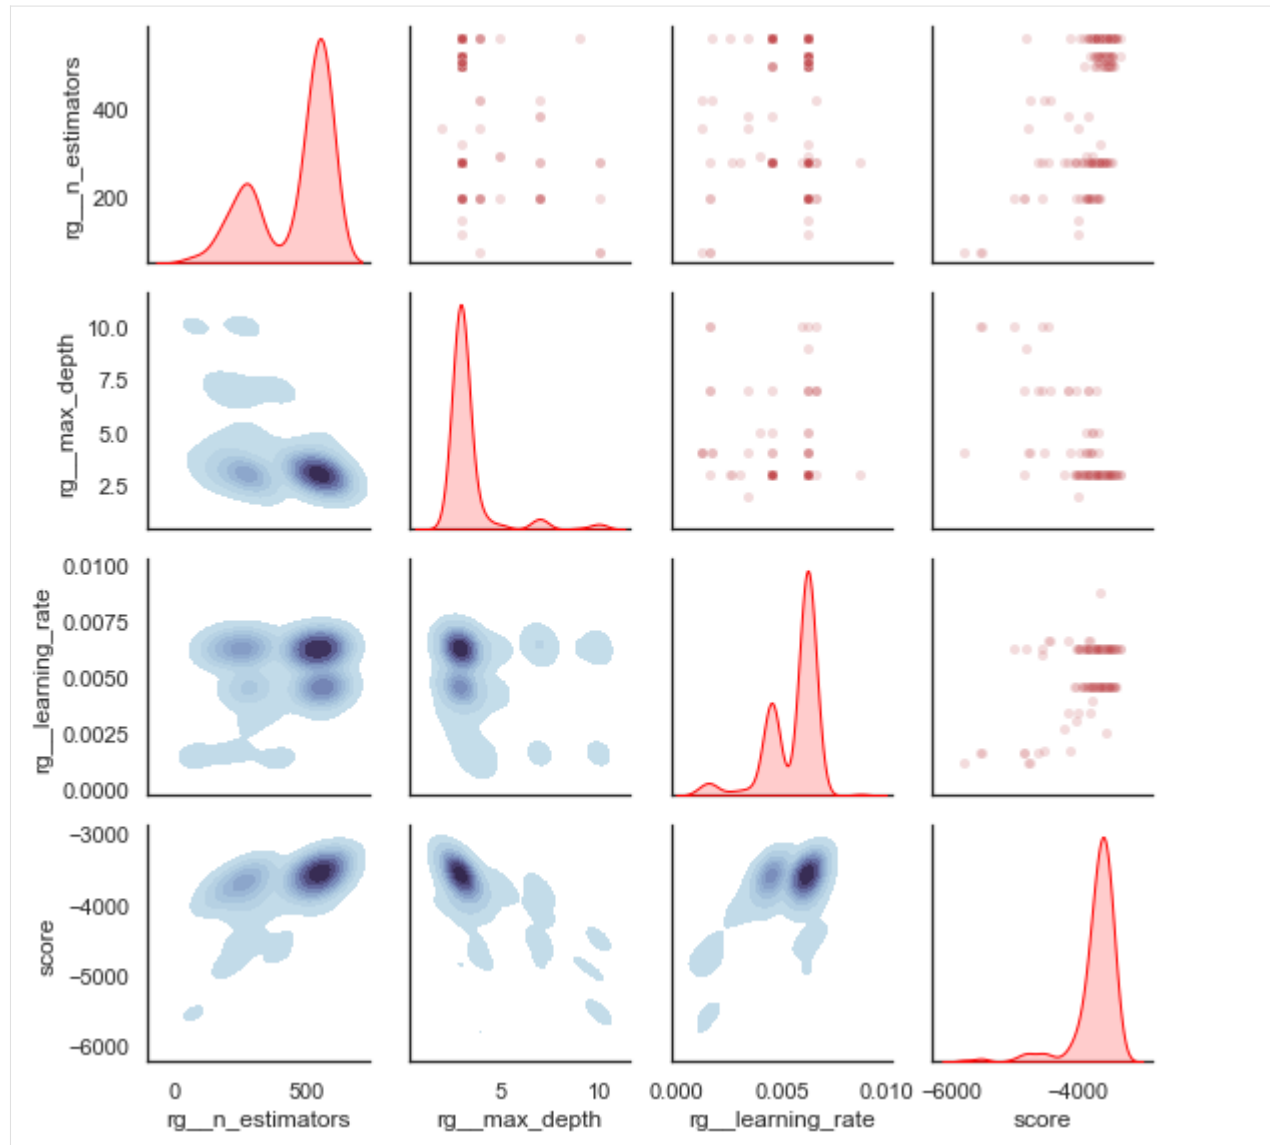 rg__n_estimators
400
200
rg__max_depth
10.0
7.5
5.0
2.5
rg__learning_rate
0.0100
0.0075
0.0050
0.0025
0.0000
score
−3000
−4000
−5000
−6000
0 500 5 10 0.000 0.005 0.010 −6000 −4000
rg__n_estimators rg__max_depth rg__learning_rate score